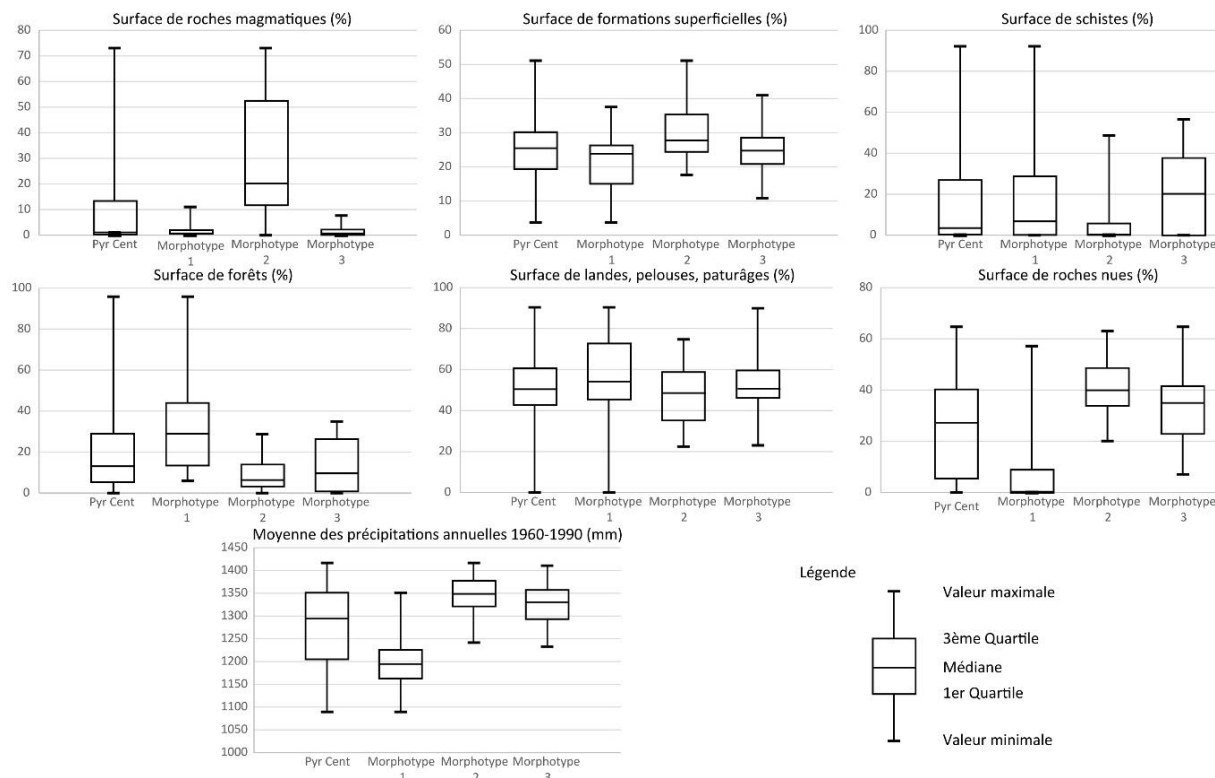 Surface de roches magmatiques (%)
80
70
60
50
40
30
20
10
0
Pyr Cent
Morphotype
1
Morphotype
2
Morphotype
3
Surface de formations superficielles (%)
60
50
40
30
20
10
0
Pyr Cent
Morphotype
1
Morphotype
2
Morphotype
3
Surface de schistes (%)
100
80
60
40
20
0
Pyr Cent
Morphotype
1
Morphotype
2
Morphotype
3
Surface de forêts (%)
100
80
60
40
20
0
Pyr Cent
Morphotype
1
Morphotype
2
Morphotype
3
Surface de landes, pelouses, paturâges (%)
100
80
60
40
20
0
Pyr Cent
Morphotype
1
Morphotype
2
Morphotype
3
Surface de roches nues (%)
80
60
40
20
0
Pyr Cent
Morphotype
1
Morphotype
2
Morphotype
3
Moyenne des précipitations annuelles 1960-1990 (mm)
1450
1400
1350
1300
1250
1200
1150
1100
1050
1000
Pyr Cent
Morphotype
1
Morphotype
2
Morphotype
3
Légende
Valeur maximale
3ème Quartile
Médiane
1er Quartile
Valeur minimale